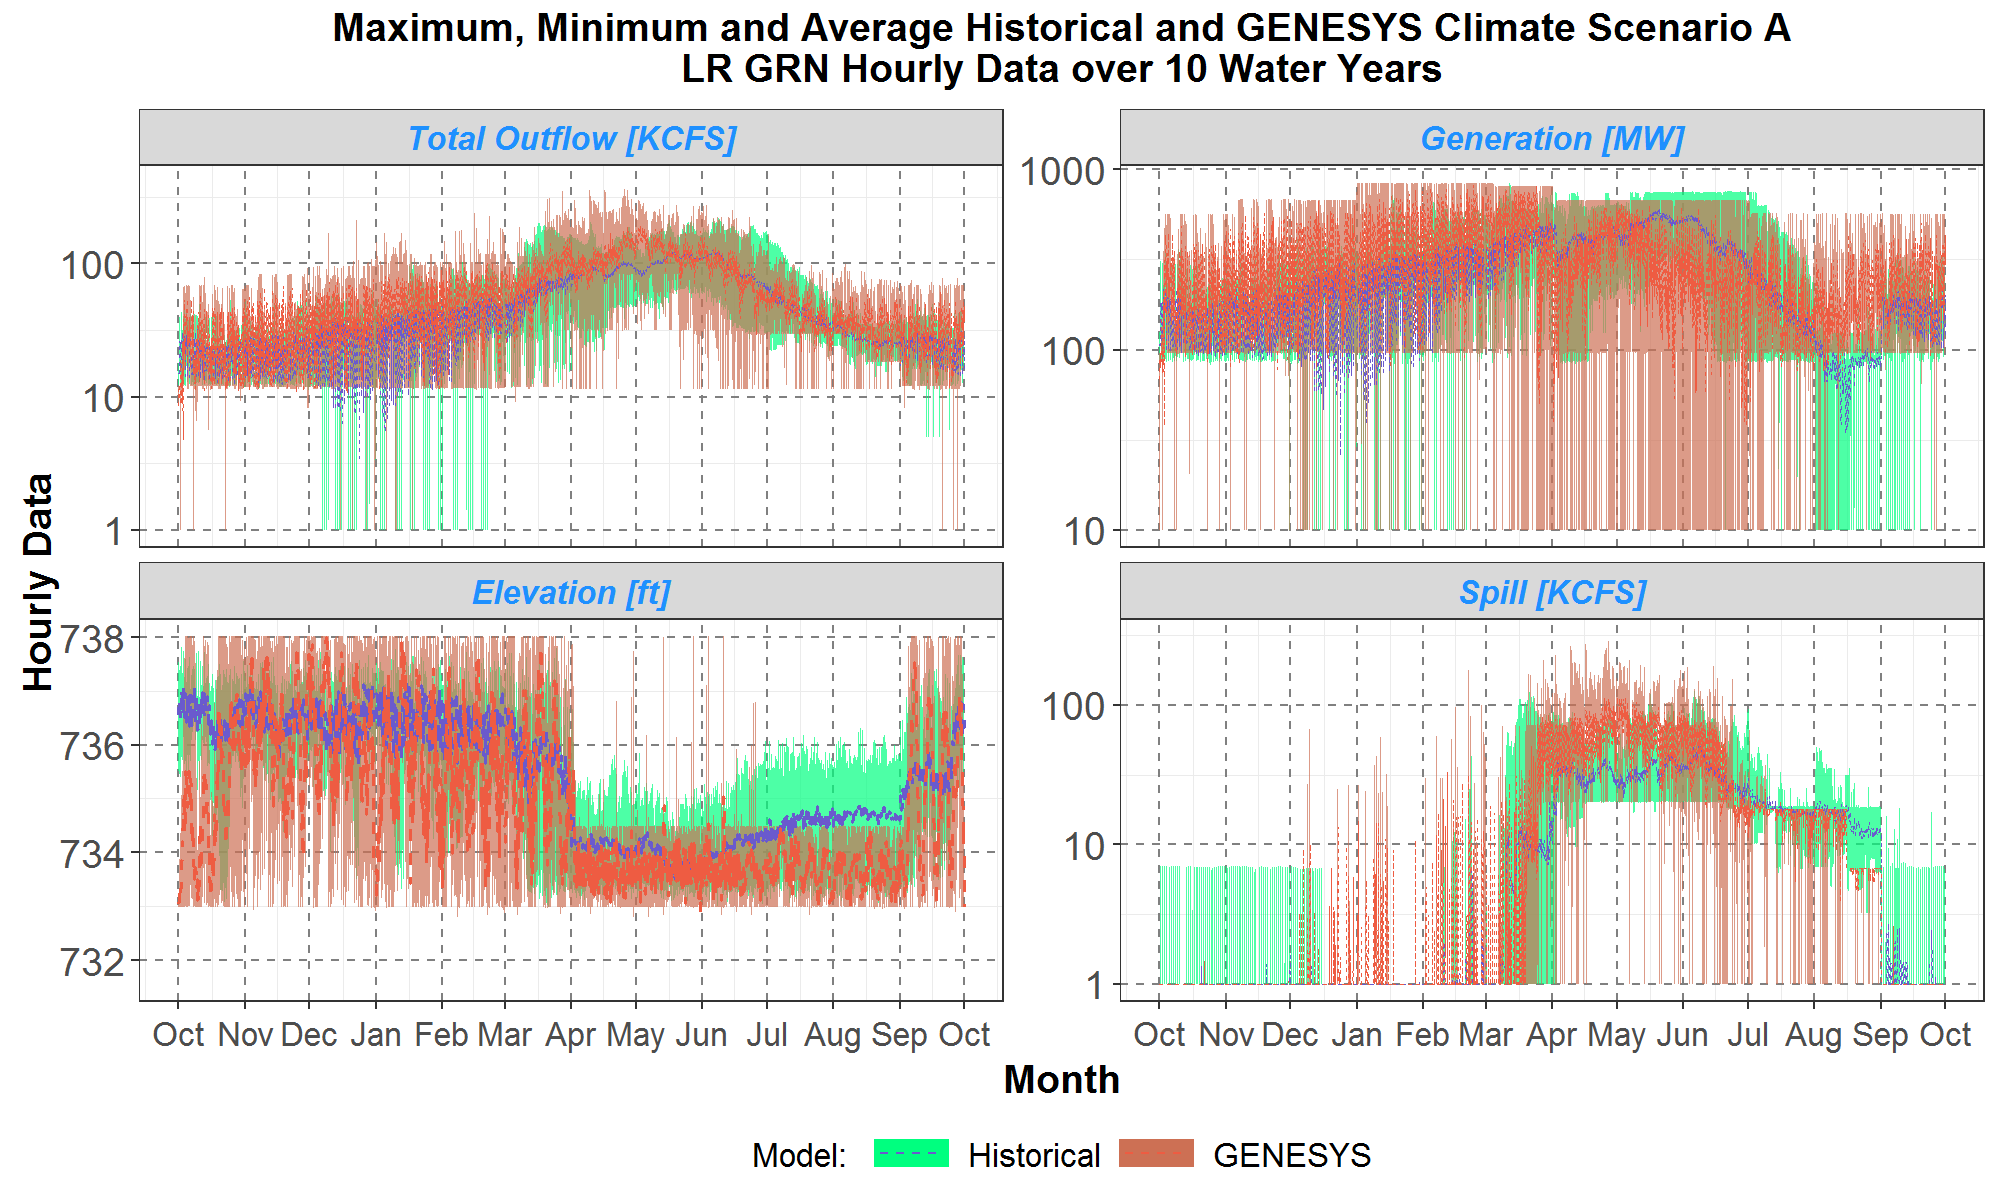 Maximum, Minimum and Average Historical and GENESYS Climate Scenario A
LR GRN Hourly Data over 10 Water Years
Total Outflow [KCFS]
100
10
1
Generation [MW]
1000
100
10
Elevation [ft]
738
736
734
732
Spill [KCFS]
100
10
1
Hourly Data
Oct Nov Dec Jan Feb Mar Apr May Jun Jul Aug Sep Oct
Oct Nov Dec Jan Feb Mar Apr May Jun Jul Aug Sep Oct
Month
Model: Historical GENESYS